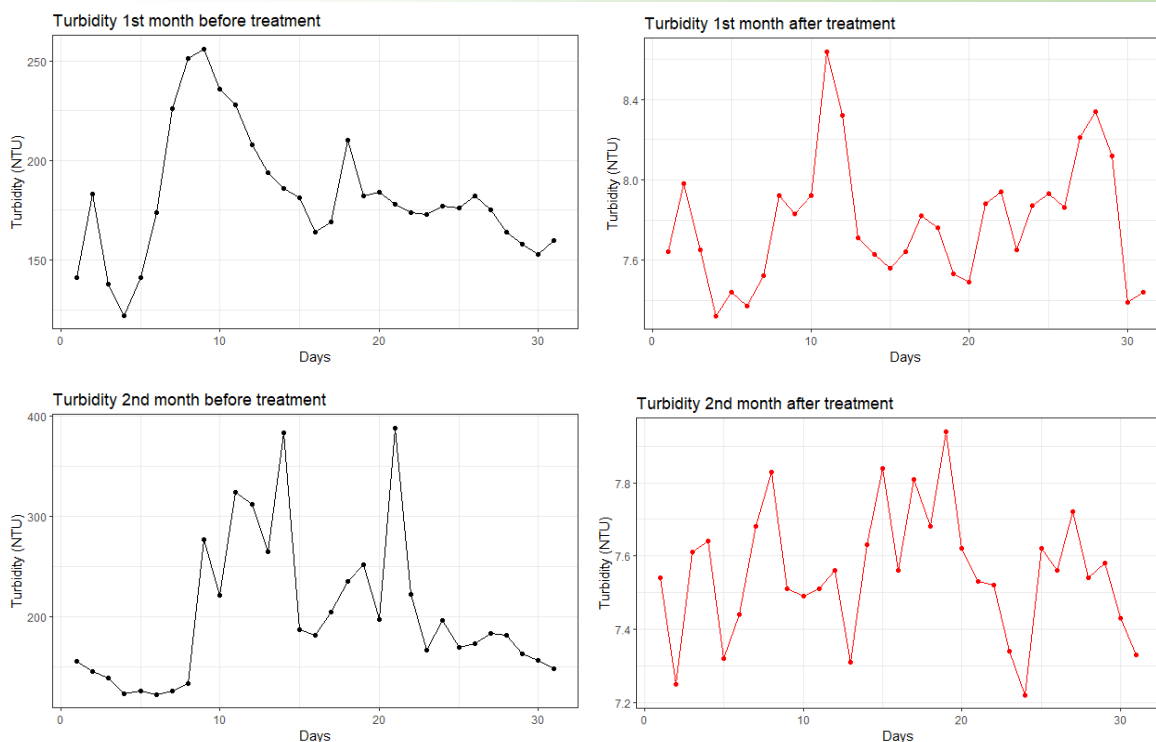 Turbidity 1st month before treatment
Turbidity (NTU)
250
200
150
0
10
20
30
Days
Turbidity 1st month after treatment
Turbidity (NTU)
8.4
8.0
7.6
0
10
20
30
Days
Turbidity 2nd month before treatment
Turbidity (NTU)
400
300
200
0
10
20
30
Days
Turbidity 2nd month after treatment
Turbidity (NTU)
7.8
7.6
7.4
7.2
0
10
20
30
Days